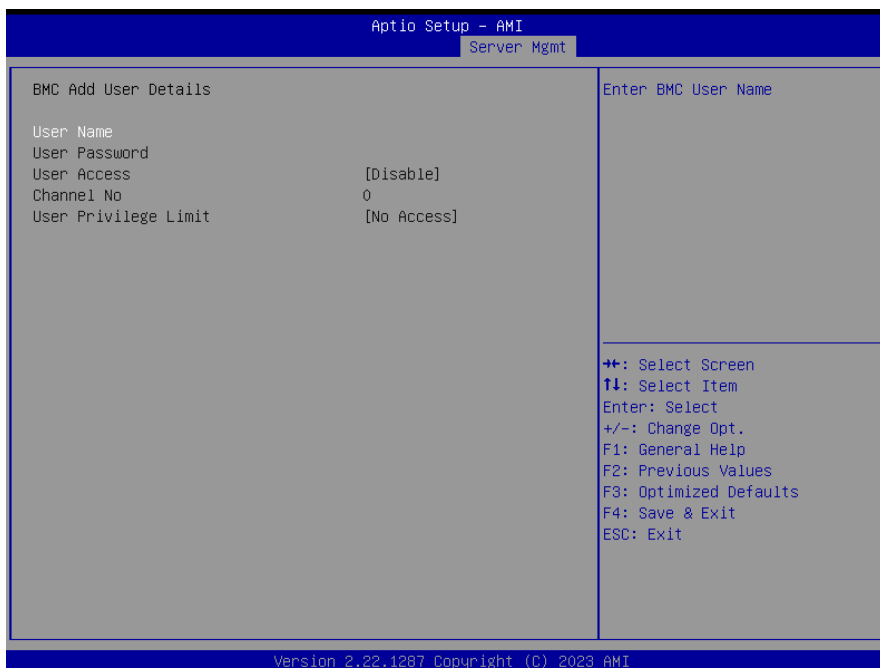 Aptio Setup – AMI
Server Mgmt
BMC Add User Details
User Name
User Password
User Access [Disable]
Channel No 0
User Privilege Limit [No Access]
Enter BMC User Name
→←: Select Screen
↑↓: Select Item
Enter: Select
+/-: Change Opt.
F1: General Help
F2: Previous Values
F3: Optimized Defaults
F4: Save & Exit
ESC: Exit
Version 2.22.1287 Copyright (C) 2023 AMI